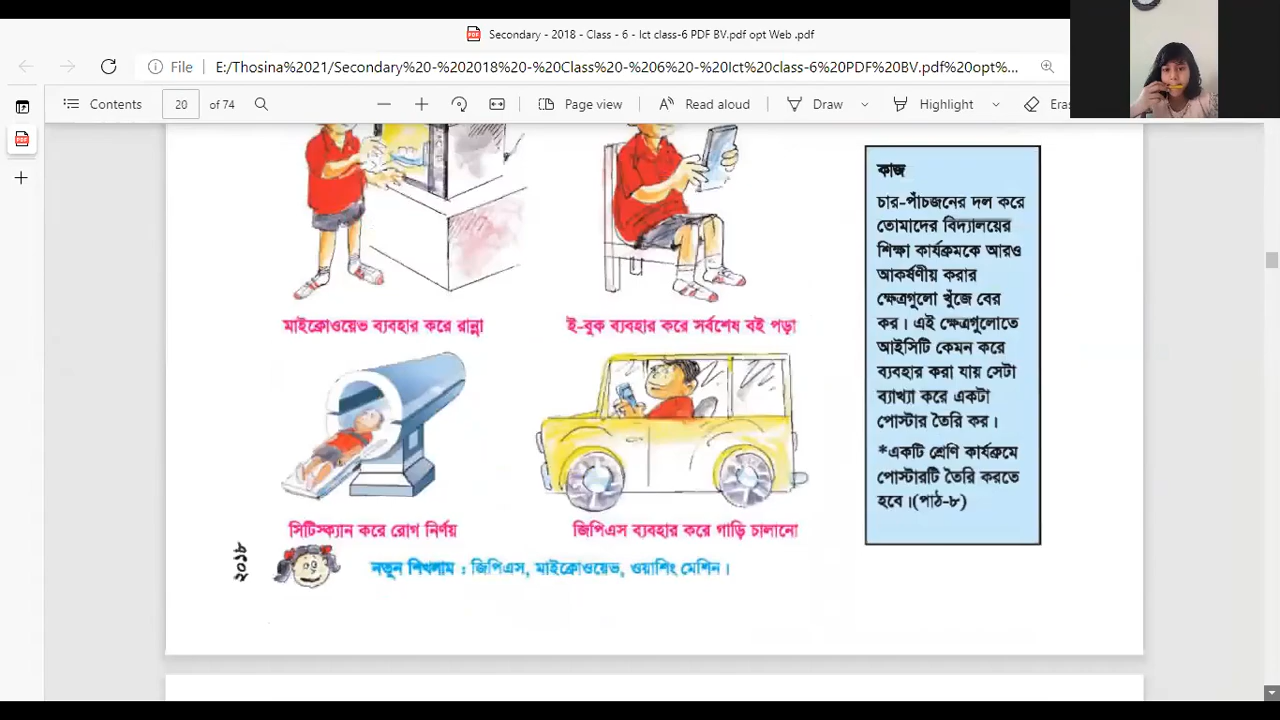 Secondary - 2018 - Class - 6 - Ict class-6 PDF BV.pdf opt Web .pdf
File E:/Thosina%2021/Secondary%20-%202018%20-%20Class%20-%206%20-%20Ict%20class-6%20PDF%20BV.pdf%20opt%...
Contents 20 of 74 Page view Read aloud Draw Highlight Eras
মাইক্রোওয়েভ ব্যবহার করে রান্না
ই-বুক ব্যবহার করে সর্বশেষ বই পড়া
সিটিস্ক্যান করে রোগ নির্ণয়
জিপিএস ব্যবহার করে গাড়ি চালানো
কাজ
চার-পাঁচজনের দল করে
তোমাদের বিদ্যালয়ের
শিক্ষা কার্যক্রমকে আরও
আকর্ষণীয় করার
ক্ষেত্রগুলো খুঁজে বের
কর। এই ক্ষেত্রগুলোতে
আইসিটি কেমন করে
ব্যবহার করা যায় সেটা
ব্যাখ্যা করে একটা
পোস্টার তৈরি কর।
*একটি শ্রেণি কার্যক্রমে
পোস্টারটি তৈরি করতে
হবে।(পাঠ-৮)
২০১৮
নতুন শিখলাম : জিপিএস, মাইক্রোওয়েভ, ওয়াশিং মেশিন।